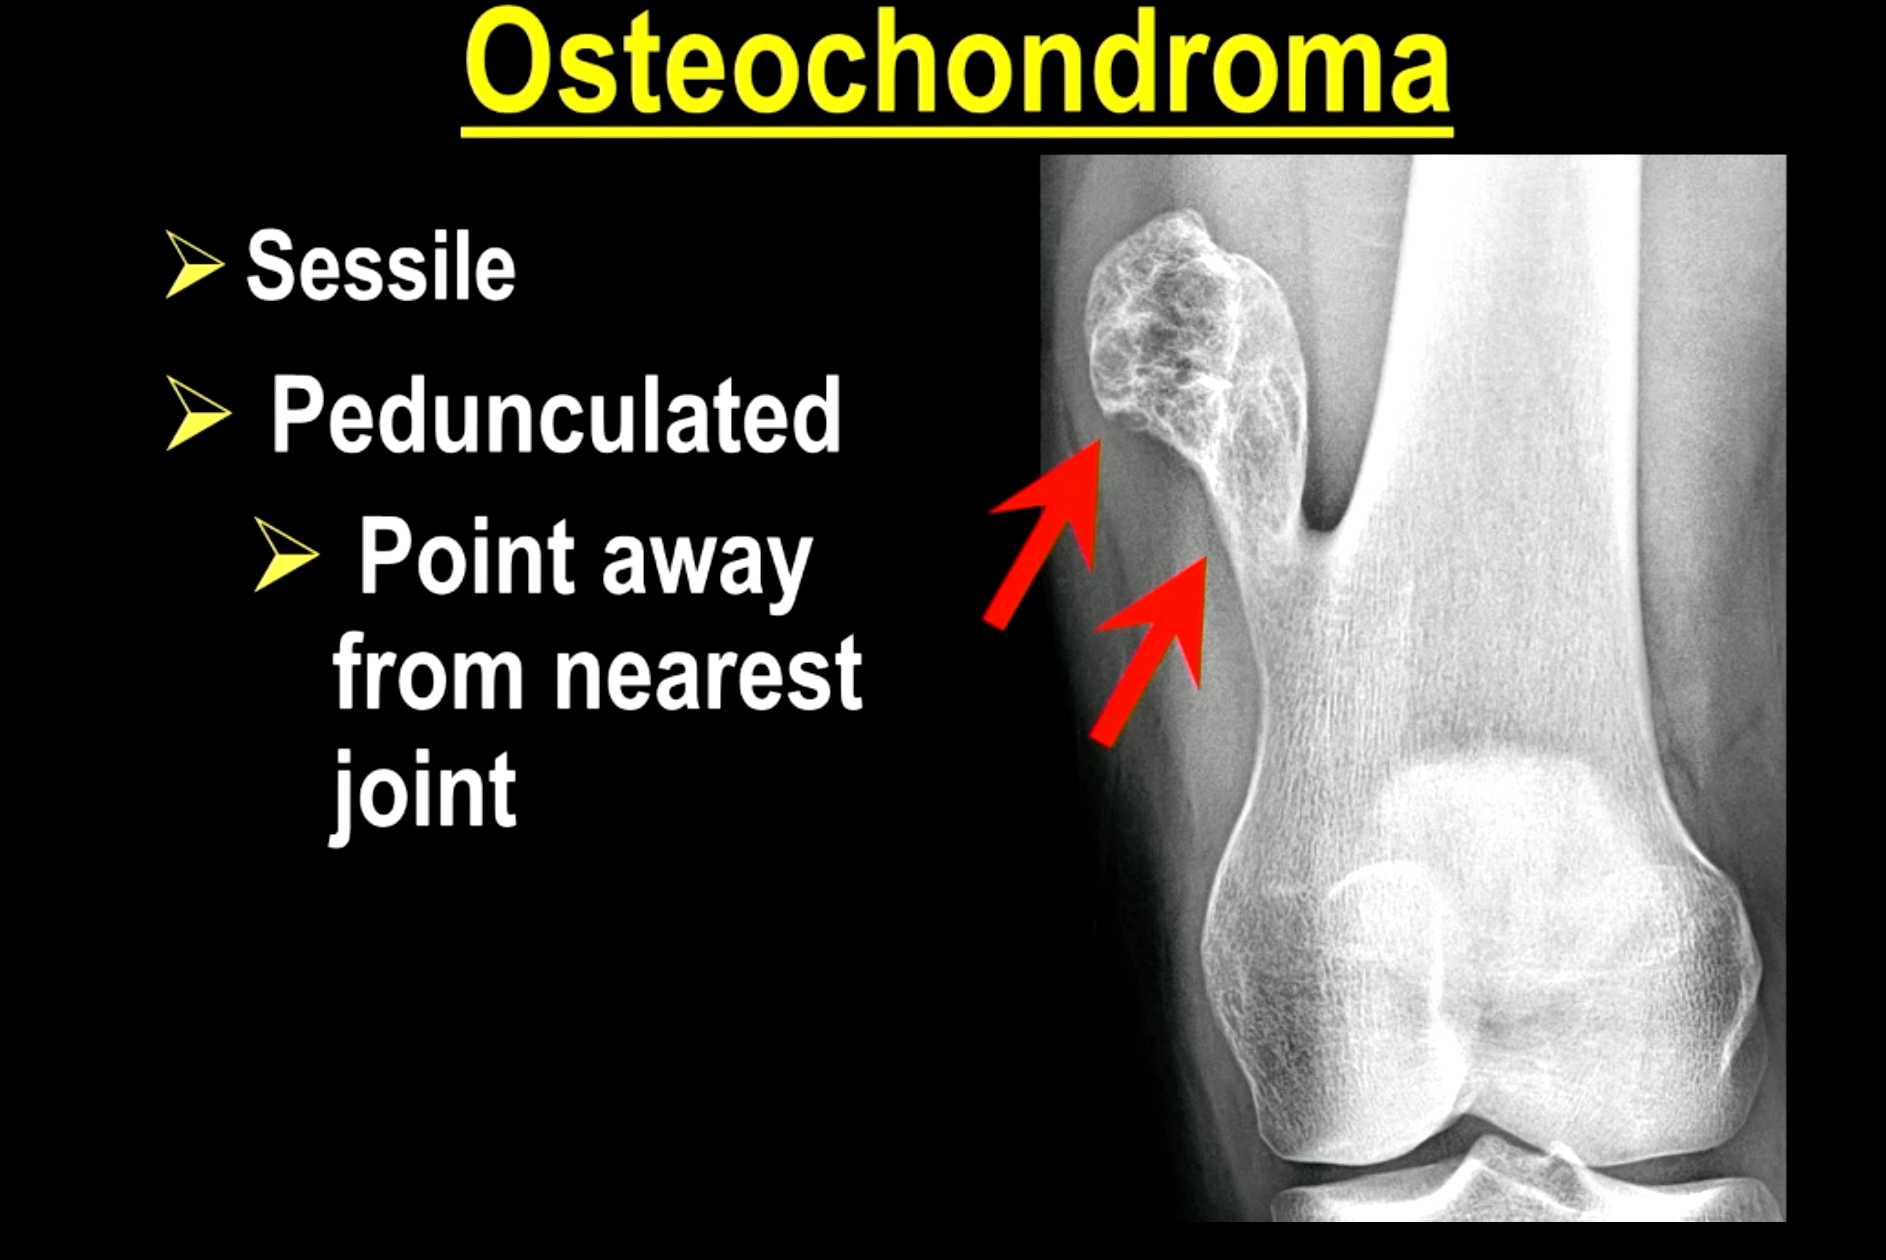 Osteochondroma
Sessile
Pedunculated
Point away
from nearest
joint